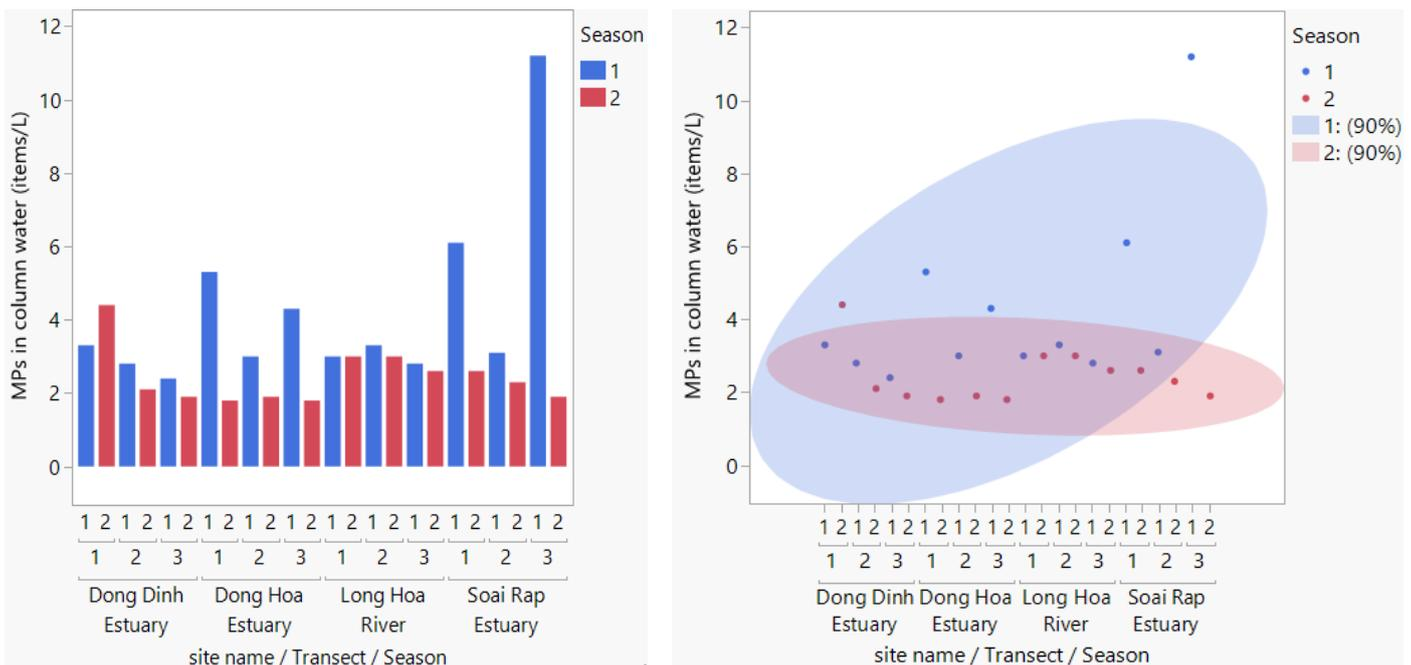 12
10
8
6
4
2
0
MPs in column water (items/L)
Season
1
2
1 2 1 2 1 2 1 2 1 2 1 2 1 2 1 2 1 2 1 2 1 2 1 2
1 2 3 1 2 3 1 2 3 1 2 3
Dong Dinh Dong Hoa Long Hoa Soai Rap
Estuary Estuary River Estuary
site name / Transect / Season
12
10
8
6
4
2
0
MPs in column water (items/L)
Season
1
2
1: (90%)
2: (90%)
1 2 1 2 1 2 1 2 1 2 1 2 1 2 1 2 1 2 1 2 1 2 1 2
1 2 3 1 2 3 1 2 3 1 2 3
Dong Dinh Dong Hoa Long Hoa Soai Rap
Estuary Estuary River Estuary
site name / Transect / Season